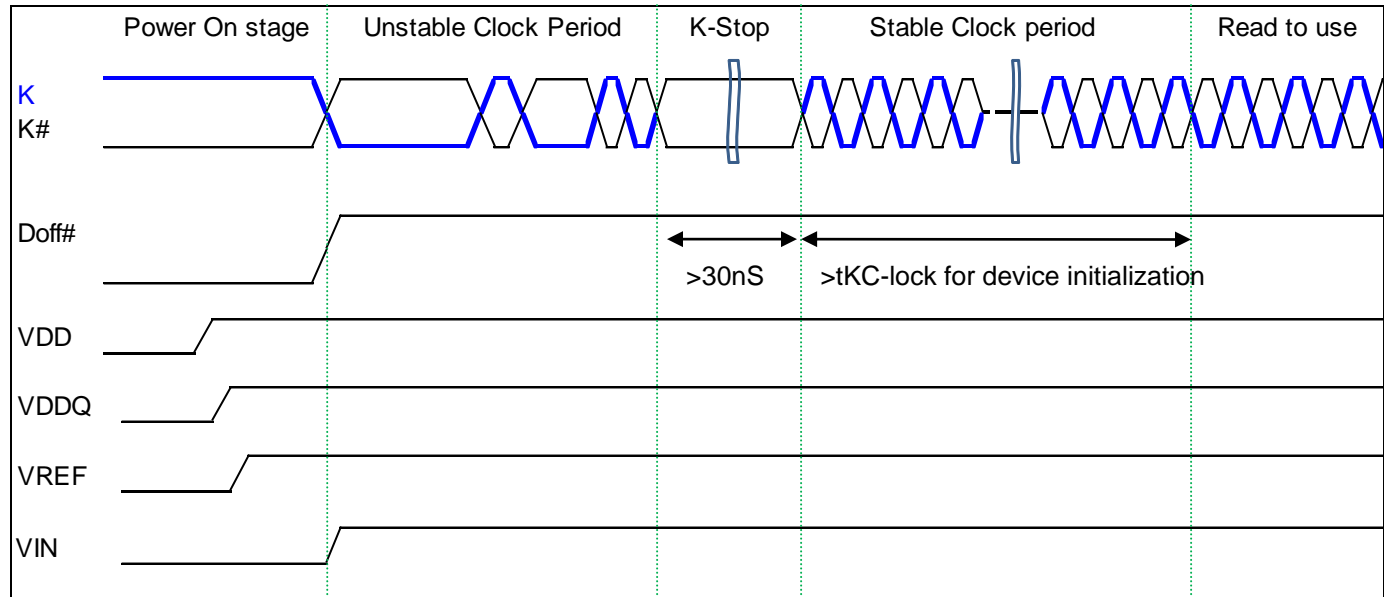 Power On stage
Unstable Clock Period
K-Stop
Stable Clock period
Read to use
K
K#
Doff#
>30nS
>tKC-lock for device initialization
VDD
VDDQ
VREF
VIN